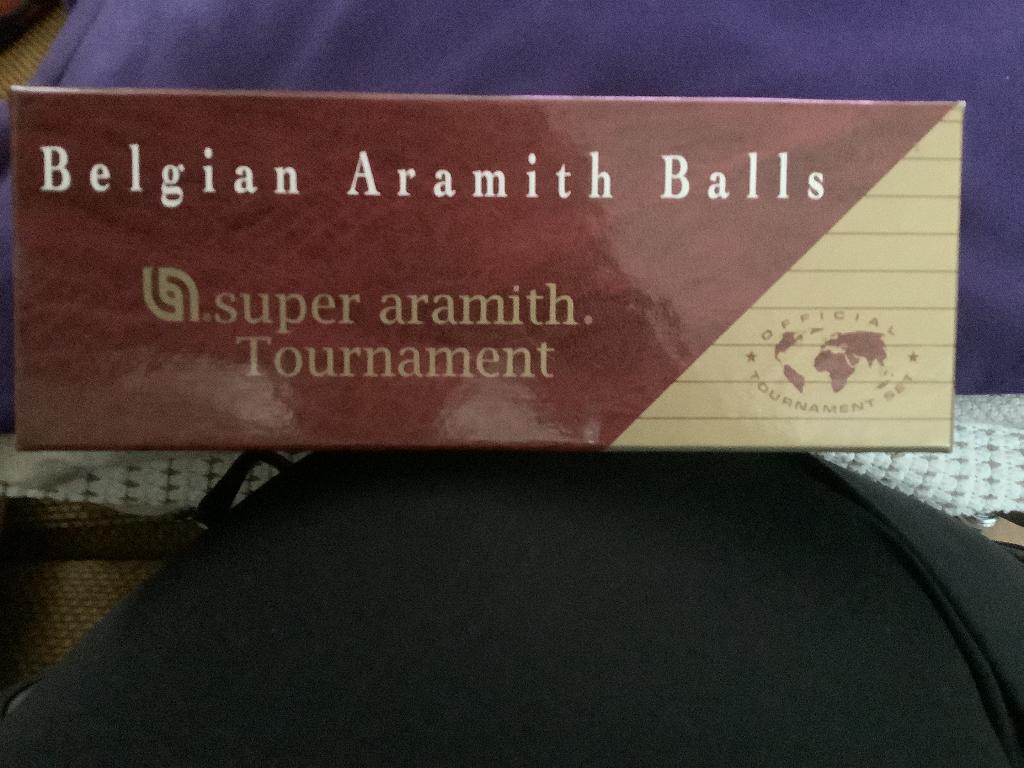 Belgian Aramith Balls
super aramith.
Tournament
OFFICIAL
TOURNAMENT SET